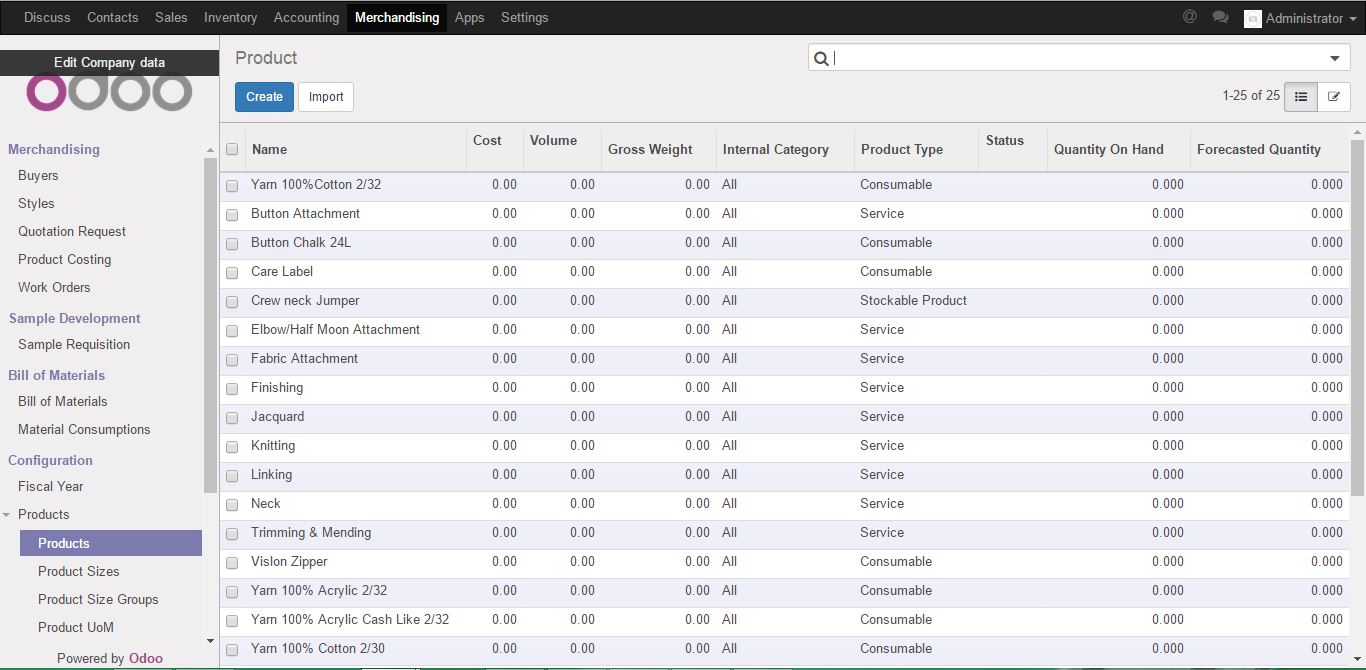 Discuss Contacts Sales Inventory Accounting Merchandising Apps Settings @ Administrator
Edit Company data
odoo
Merchandising
Buyers
Styles
Quotation Request
Product Costing
Work Orders
Sample Development
Sample Requisition
Bill of Materials
Bill of Materials
Material Consumptions
Configuration
Fiscal Year
Products
Products
Product Sizes
Product Size Groups
Product UoM
Powered by Odoo
Product
Create Import 1-25 of 25
Name Cost Volume Gross Weight Internal Category Product Type Status Quantity On Hand Forecasted Quantity
Yarn 100%Cotton 2/32 0.00 0.00 0.00 All Consumable 0.000 0.000
Button Attachment 0.00 0.00 0.00 All Service 0.000 0.000
Button Chalk 24L 0.00 0.00 0.00 All Consumable 0.000 0.000
Care Label 0.00 0.00 0.00 All Consumable 0.000 0.000
Crew neck Jumper 0.00 0.00 0.00 All Stockable Product 0.000 0.000
Elbow/Half Moon Attachment 0.00 0.00 0.00 All Service 0.000 0.000
Fabric Attachment 0.00 0.00 0.00 All Service 0.000 0.000
Finishing 0.00 0.00 0.00 All Service 0.000 0.000
Jacquard 0.00 0.00 0.00 All Service 0.000 0.000
Knitting 0.00 0.00 0.00 All Service 0.000 0.000
Linking 0.00 0.00 0.00 All Service 0.000 0.000
Neck 0.00 0.00 0.00 All Service 0.000 0.000
Trimming & Mending 0.00 0.00 0.00 All Service 0.000 0.000
Vislon Zipper 0.00 0.00 0.00 All Consumable 0.000 0.000
Yarn 100% Acrylic 2/32 0.00 0.00 0.00 All Consumable 0.000 0.000
Yarn 100% Acrylic Cash Like 2/32 0.00 0.00 0.00 All Consumable 0.000 0.000
Yarn 100% Cotton 2/30 0.00 0.00 0.00 All Consumable 0.000 0.000